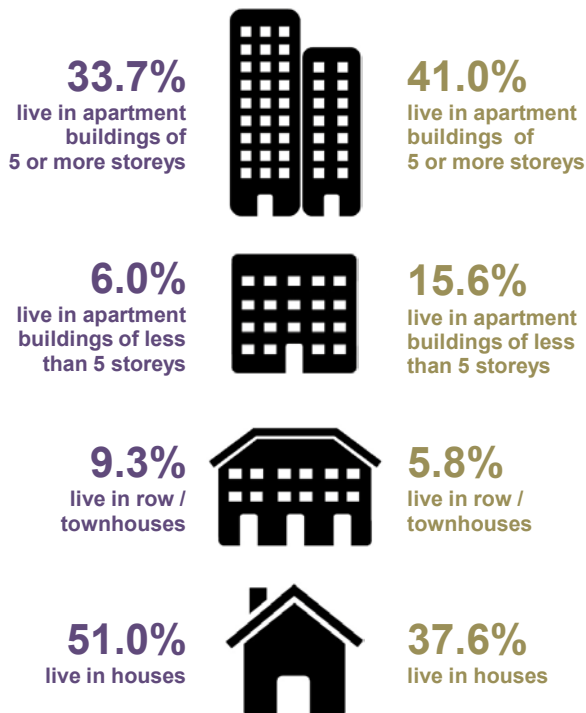 33.7%
live in apartment
buildings of
5 or more storeys
41.0%
live in apartment
buildings of
5 or more storeys
6.0%
live in apartment
buildings of less
than 5 storeys
15.6%
live in apartment
buildings of less
than 5 storeys
9.3%
live in row /
townhouses
5.8%
live in row /
townhouses
51.0%
live in houses
37.6%
live in houses